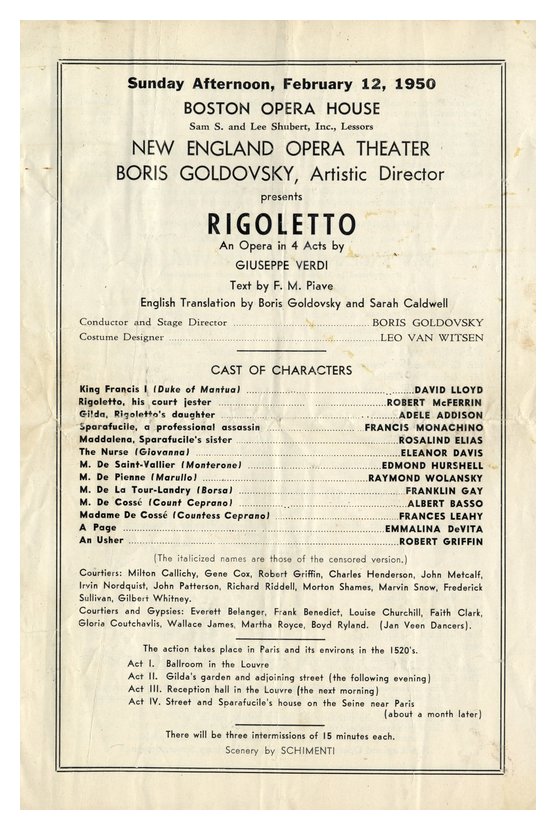 Sunday Afternoon, February 12, 1950
BOSTON OPERA HOUSE
Sam S. and Lee Shubert, Inc., Lessors
NEW ENGLAND OPERA THEATER
BORIS GOLDOVSKY, Artistic Director
presents
RIGOLETTO
An Opera in 4 Acts by
GIUSEPPE VERDI
Text by F. M. Piave
English Translation by Boris Goldovsky and Sarah Caldwell
Conductor and Stage Director ........ BORIS GOLDOVSKY
Costume Designer ........ LEO VAN WITSEN
CAST OF CHARACTERS
King Francis I (Duke of Mantua) ........ DAVID LLOYD
Rigoletto, his court jester ........ ROBERT McFERRIN
Gilda, Rigoletto's daughter ........ ADELE ADDISON
Sparafucile, a professional assassin ........ FRANCIS MONACHINO
Maddalena, Sparafucile's sister ........ ROSALIND ELIAS
The Nurse (Giovanna) ........ ELEANOR DAVIS
M. De Saint-Vallier (Monterone) ........ EDMOND HURSHELL
M. De Pienne (Marullo) ........ RAYMOND WOLANSKY
M. De La Tour-Landry (Borsa) ........ FRANKLIN GAY
M. De Cossé (Count Ceprano) ........ ALBERT BASSO
Madame De Cossé (Countess Ceprano) ........ FRANCES LEAHY
A Page ........ EMMALINA DeVITA
An Usher ........ ROBERT GRIFFIN
(The italicized names are those of the censored version.)
Courtiers: Milton Callichy, Gene Cox, Robert Griffin, Charles Henderson, John Metcalf,
Irvin Nordquist, John Patterson, Richard Riddell, Morton Shames, Marvin Snow, Frederick
Sullivan, Gilbert Whitney.
Courtiers and Gypsies: Everett Belanger, Frank Benedict, Louise Churchill, Faith Clark,
Gloria Coutchavlis, Wallace James, Martha Royce, Boyd Ryland. (Jan Veen Dancers).
The action takes place in Paris and its environs in the 1520's.
Act I. Ballroom in the Louvre
Act II. Gilda's garden and adjoining street (the following evening)
Act III. Reception hall in the Louvre (the next morning)
Act IV. Street and Sparafucile's house on the Seine near Paris
(about a month later)
There will be three intermissions of 15 minutes each.
Scenery by SCHIMENTI